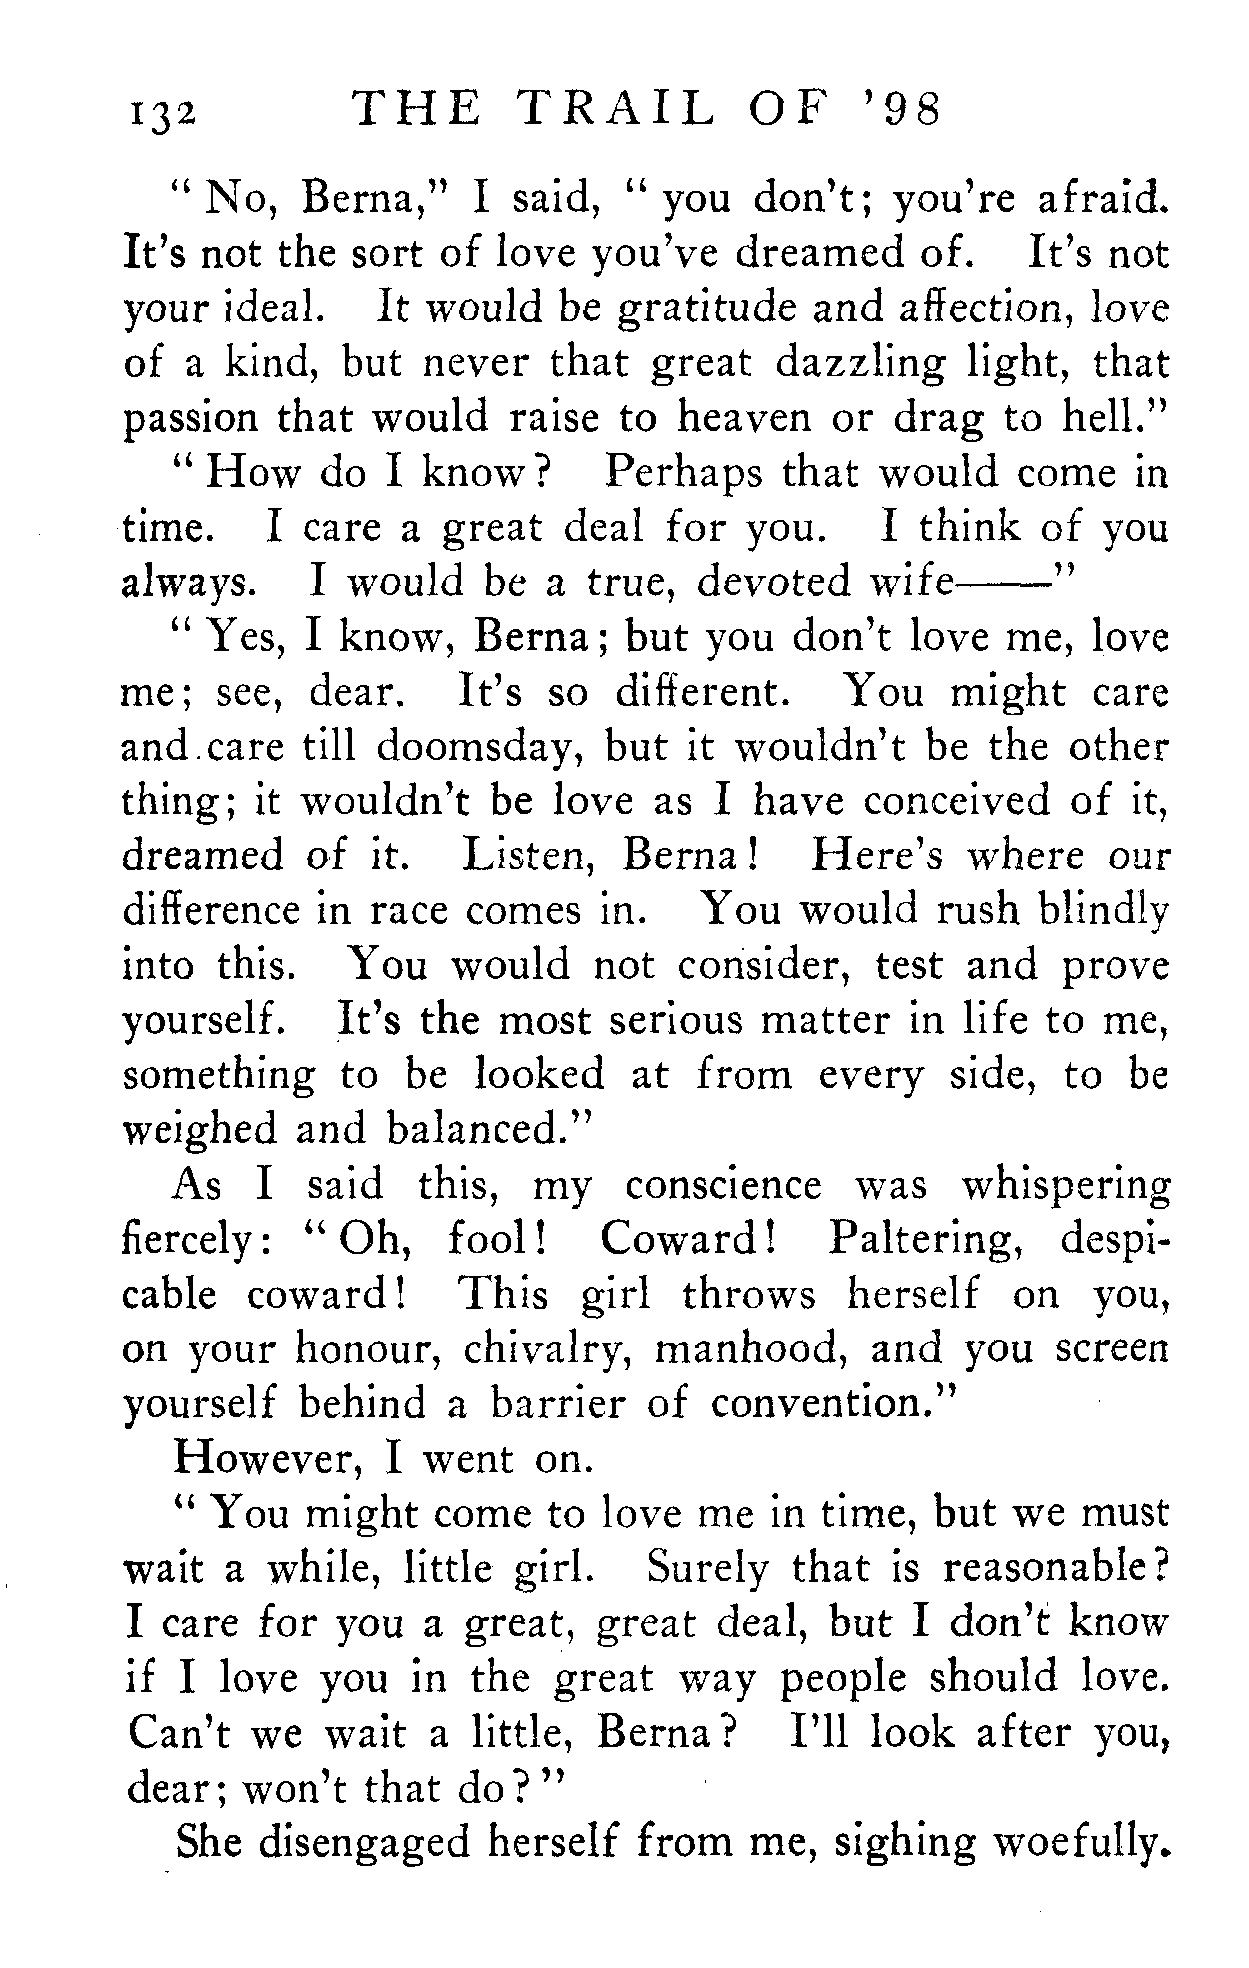 132 THE TRAIL OF '98
"No, Berna," I said, "you don't; you're afraid.
It's not the sort of love you've dreamed of. It's not
your ideal. It would be gratitude and affection, love
of a kind, but never that great dazzling light, that
passion that would raise to heaven or drag to hell."
"How do I know? Perhaps that would come in
time. I care a great deal for you. I think of you
always. I would be a true, devoted wife——"
"Yes, I know, Berna; but you don't love me, love
me; see, dear. It's so different. You might care
and care till doomsday, but it wouldn't be the other
thing; it wouldn't be love as I have conceived of it,
dreamed of it. Listen, Berna! Here's where our
difference in race comes in. You would rush blindly
into this. You would not consider, test and prove
yourself. It's the most serious matter in life to me,
something to be looked at from every side, to be
weighed and balanced."
As I said this, my conscience was whispering
fiercely: "Oh, fool! Coward! Paltering, despi-
cable coward! This girl throws herself on you,
on your honour, chivalry, manhood, and you screen
yourself behind a barrier of convention."
However, I went on.
"You might come to love me in time, but we must
wait a while, little girl. Surely that is reasonable?
I care for you a great, great deal, but I don't know
if I love you in the great way people should love.
Can't we wait a little, Berna? I'll look after you,
dear; won't that do?"
She disengaged herself from me, sighing woefully.